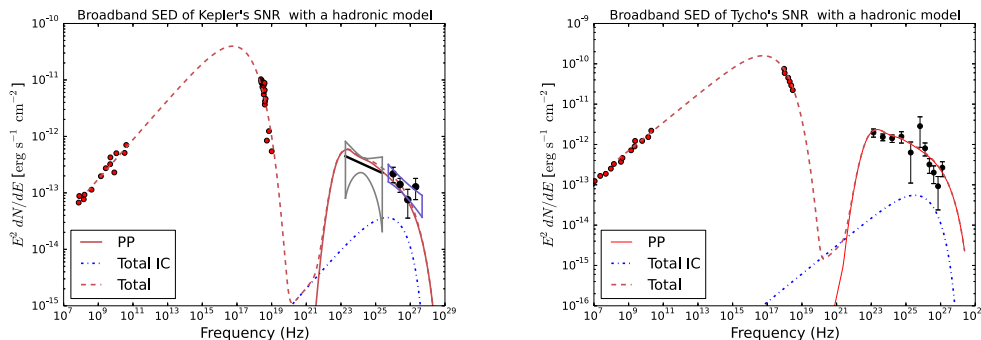 Broadband SED of Kepler's SNR with a hadronic model
10^-10
10^-11
10^-12
10^-13
10^-14
10^-15
E^2 dN/dE [erg s^-1 cm^-2]
PP
Total IC
Total
10^7 10^9 10^11 10^13 10^15 10^17 10^19 10^21 10^23 10^25 10^27 10^29
Frequency (Hz)
Broadband SED of Tycho's SNR with a hadronic model
10^-9
10^-10
10^-11
10^-12
10^-13
10^-14
10^-15
10^-16
E^2 dN/dE [erg s^-1 cm^-2]
PP
Total IC
Total
10^7 10^9 10^11 10^13 10^15 10^17 10^19 10^21 10^23 10^25 10^27 10^29
Frequency (Hz)